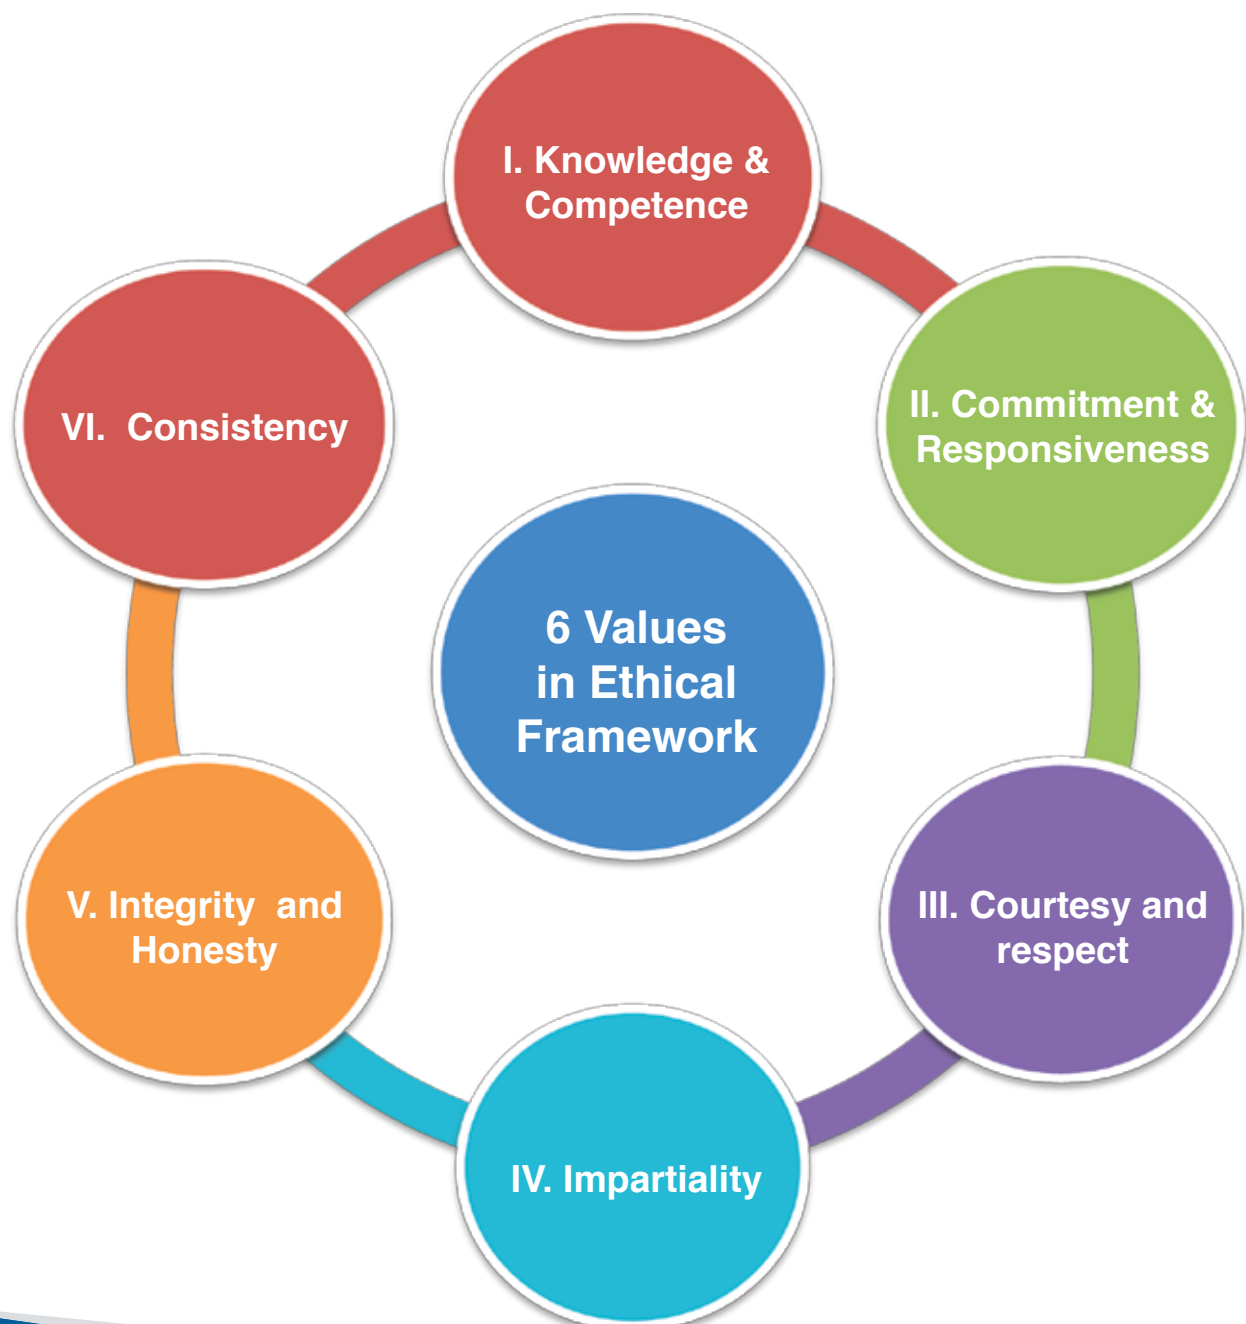 I. Knowledge &
Competence
II. Commitment &
Responsiveness
III. Courtesy and
respect
IV. Impartiality
V. Integrity  and
Honesty
VI.  Consistency
6 Values
in Ethical
Framework